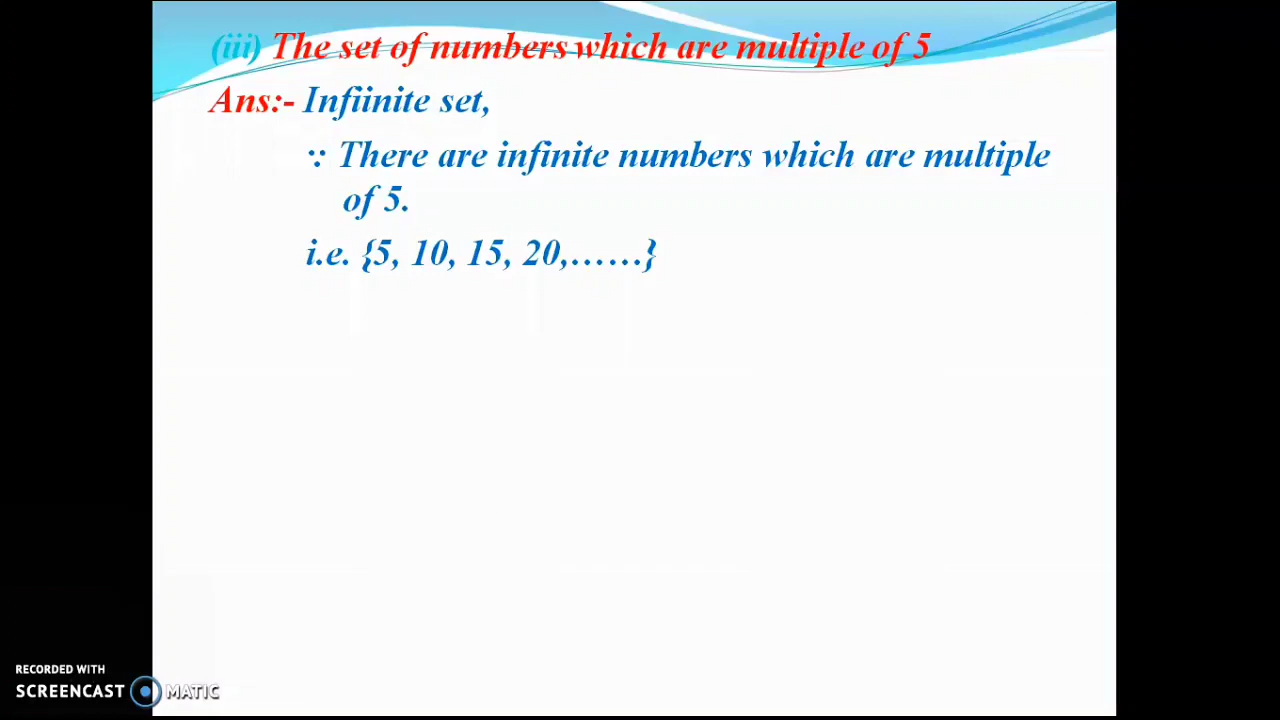 (iii) The set of numbers which are multiple of 5
Ans:- Infiinite set,
∵ There are infinite numbers which are multiple
of 5.
i.e. {5, 10, 15, 20,......}
RECORDED WITH
SCREENCAST MATIC